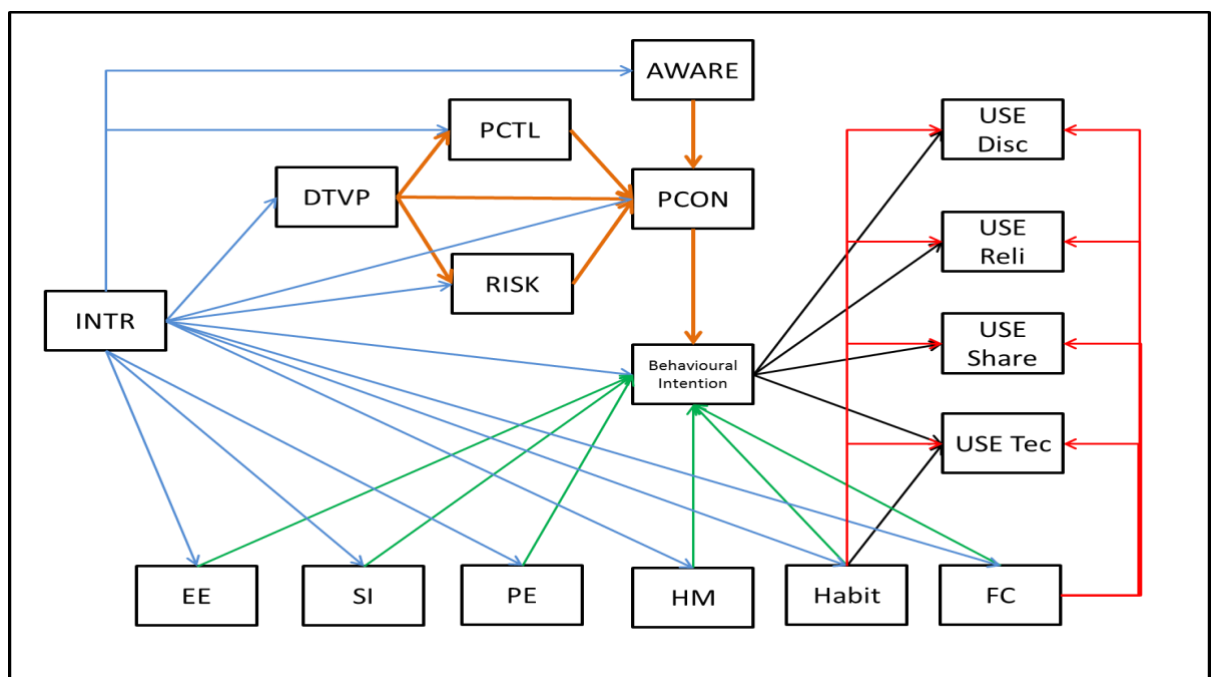 AWARE
USE
Disc
PCTL
DTVP
PCON
USE
Reli
RISK
INTR
USE
Share
Behavioural
Intention
USE Tec
EE
SI
PE
HM
Habit
FC